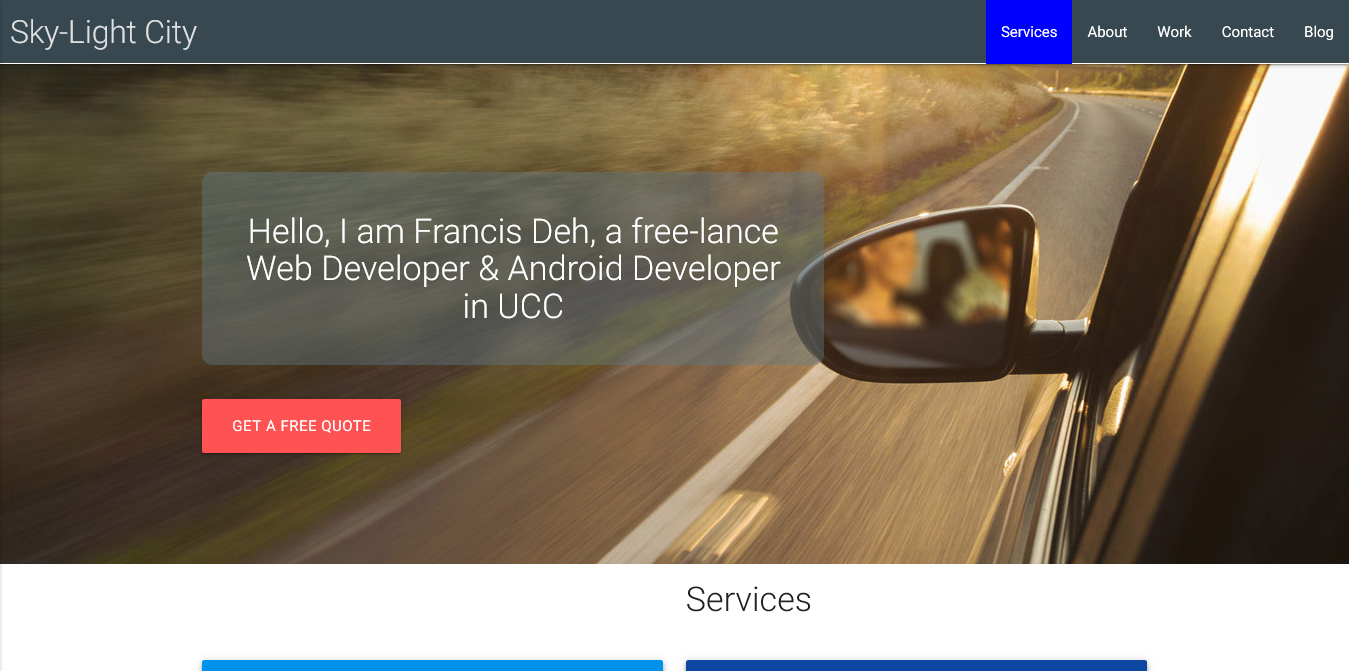 Sky-Light City
Services About Work Contact Blog
Hello, I am Francis Deh, a free-lance
Web Developer & Android Developer
in UCC
GET A FREE QUOTE
Services